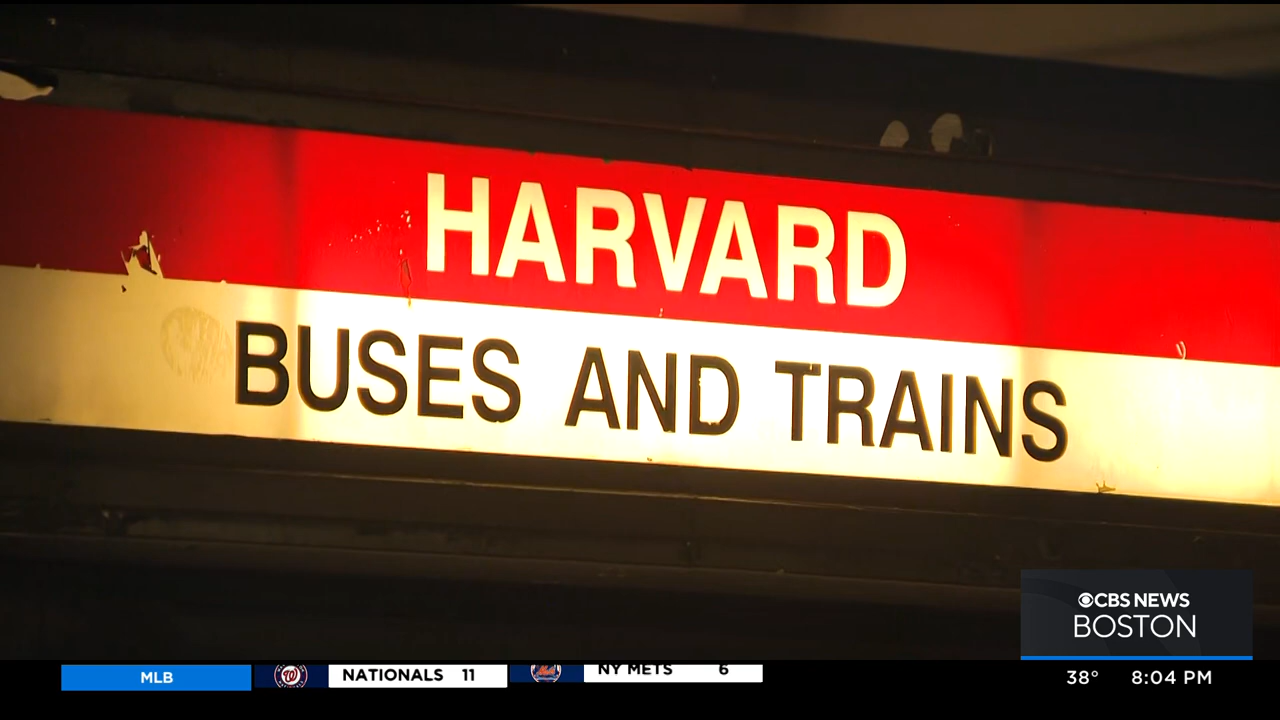 HARVARD
BUSES AND TRAINS
CBS NEWS
BOSTON
MLB
NATIONALS 11
NY METS 6
38° 8:04 PM